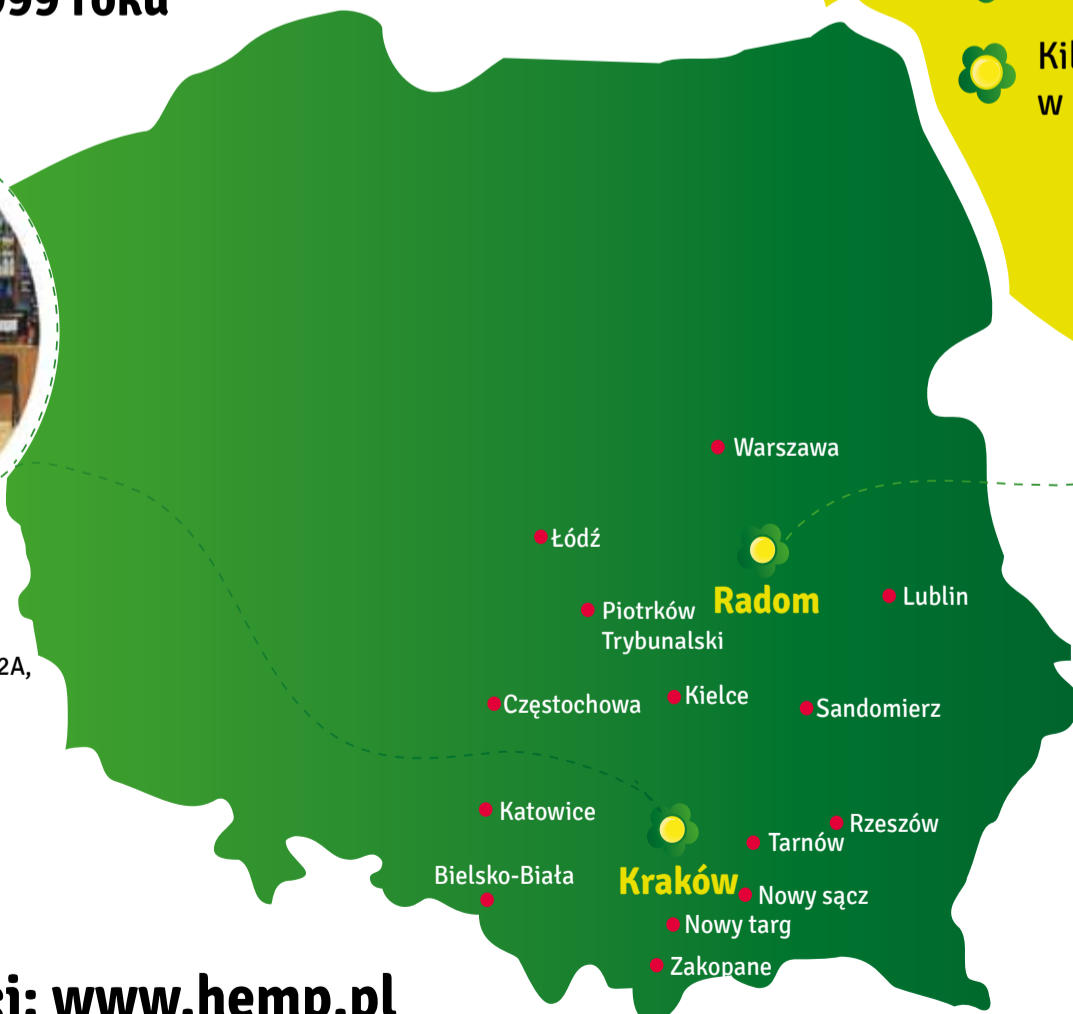 999 roku
w
Warszawa
Łódź
Radom
Lublin
Piotrków
Trybunalski
2A,
Kielce
Częstochowa
Sandomierz
Katowice
Rzeszów
Tarnów
Bielsko-Biała
Kraków
Nowy sącz
Nowy targ
Zakopane
www.hemp.pl